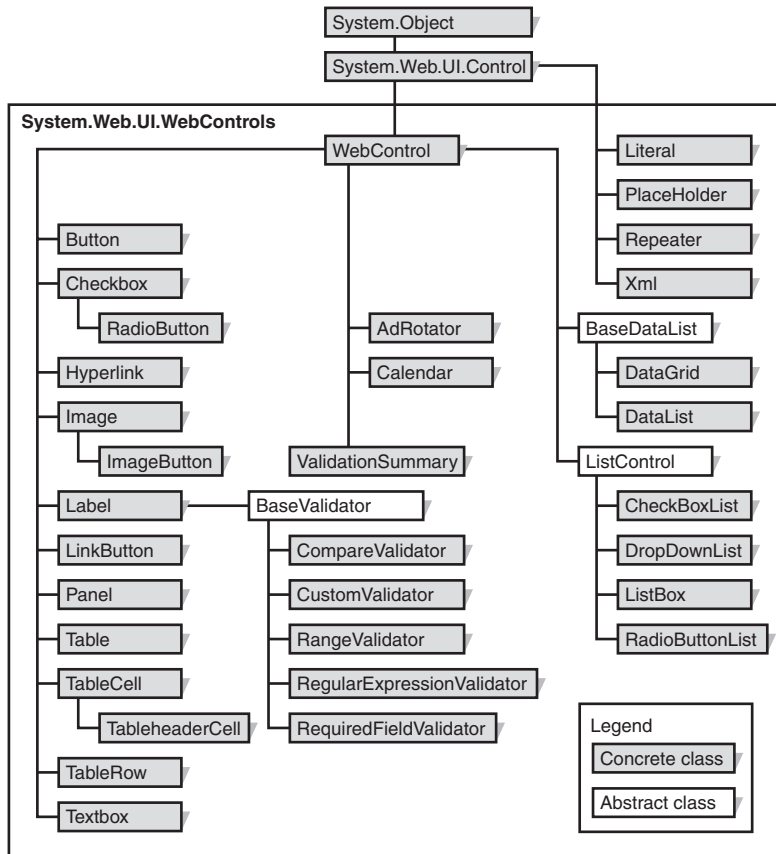 System.Object
System.Web.UI.Control
System.Web.UI.WebControls
WebControl
Literal
PlaceHolder
Button
Repeater
Checkbox
Xml
RadioButton
AdRotator
BaseDataList
Hyperlink
Calendar
DataGrid
Image
DataList
ImageButton
ValidationSummary
ListControl
Label
BaseValidator
CheckBoxList
LinkButton
CompareValidator
DropDownList
Panel
CustomValidator
ListBox
Table
RangeValidator
RadioButtonList
TableCell
RegularExpressionValidator
TableheaderCell
RequiredFieldValidator
Legend
TableRow
Concrete class
Textbox
Abstract class